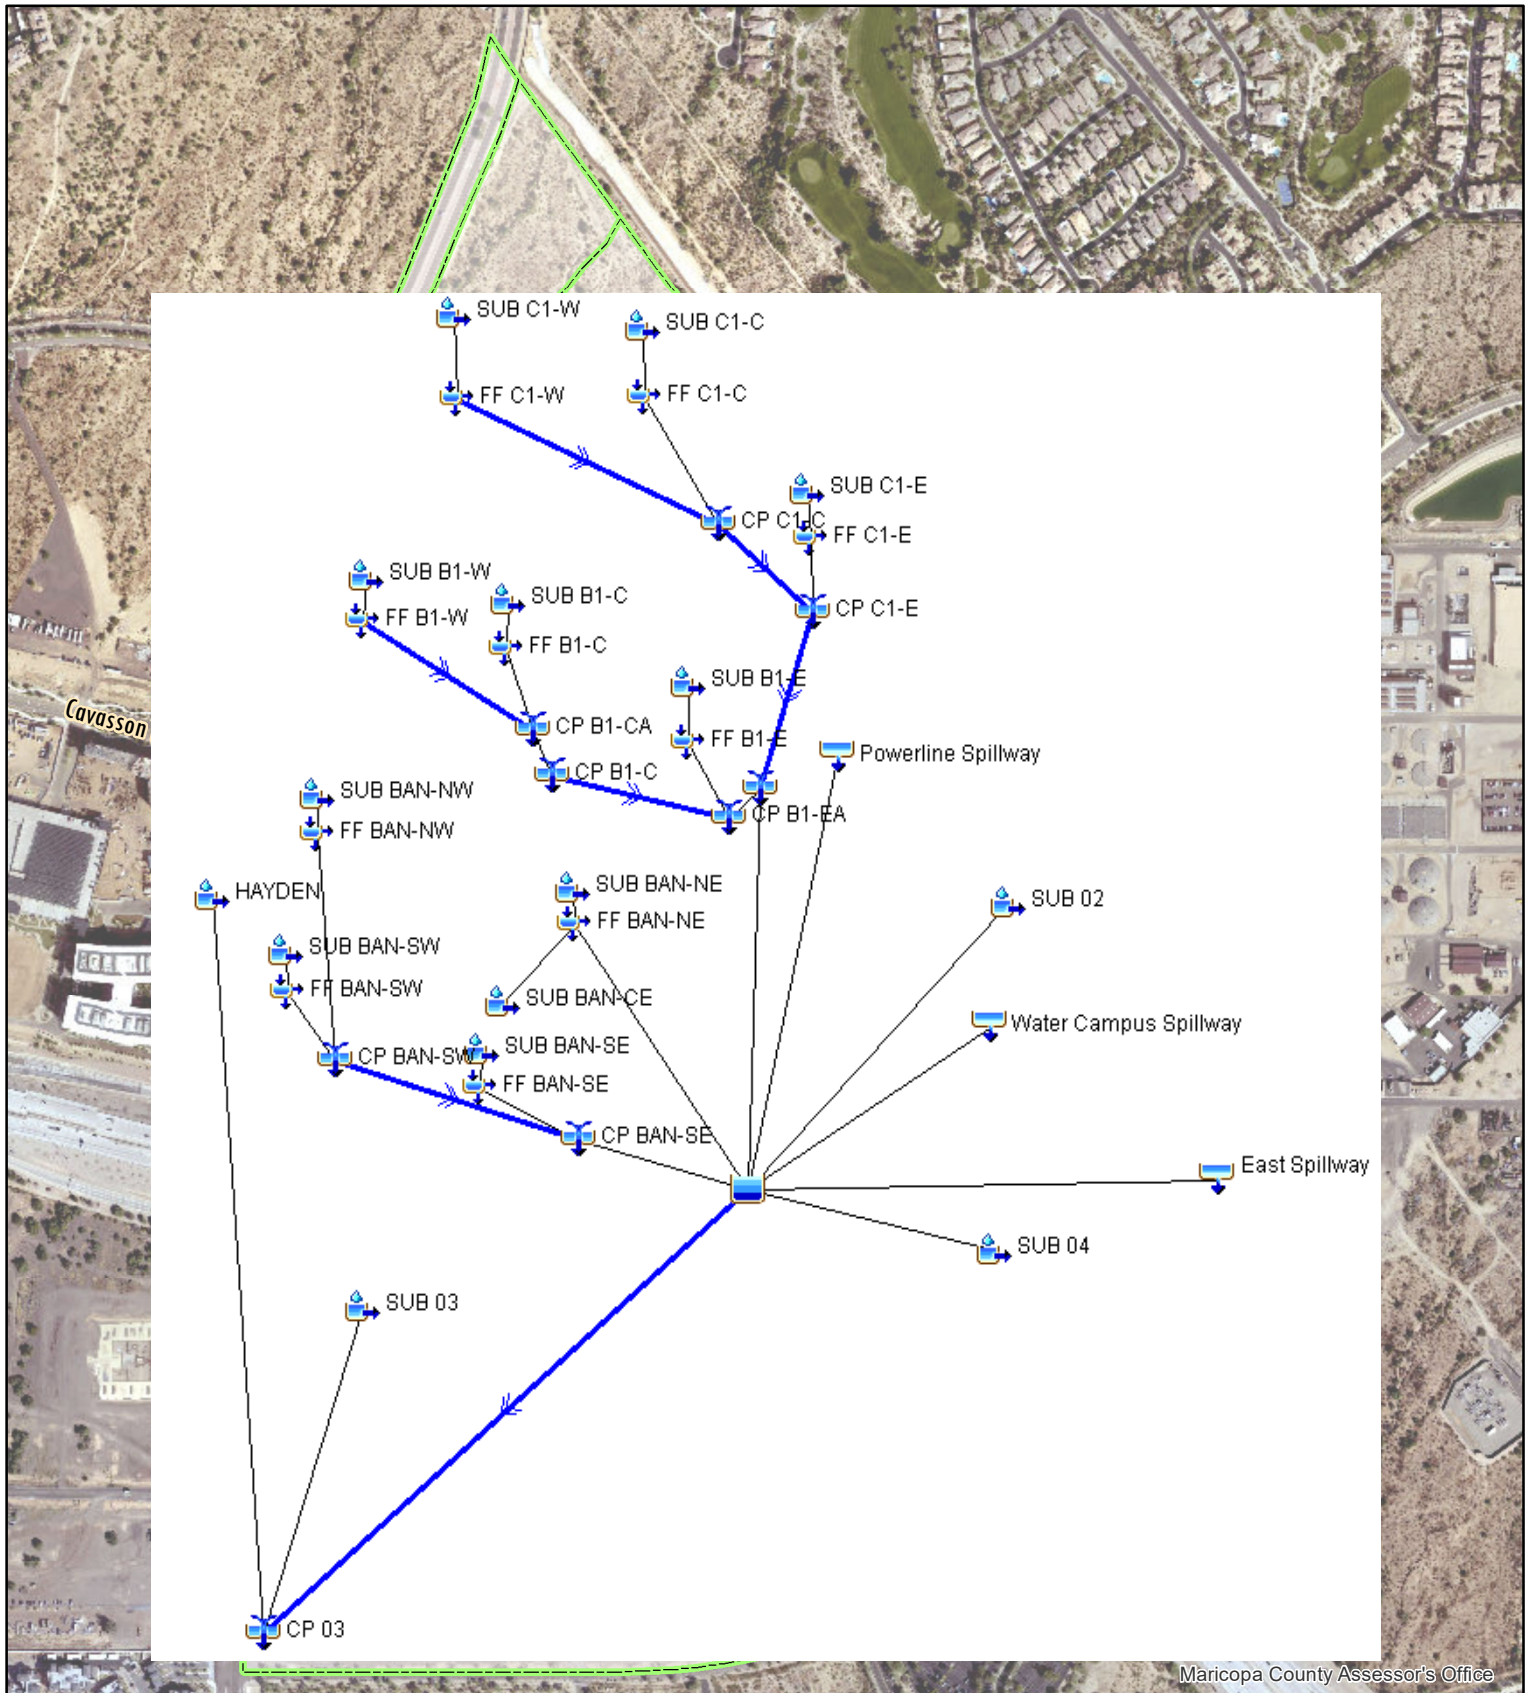 SUB C1-W
SUB C1-C
FF C1-W
FF C1-C
SUB C1-E
CP C1-C
FF C1-E
SUB B1-W
SUB B1-C
CP C1-E
FF B1-W
FF B1-C
SUB B1-E
Cavasson
CP B1-CA
FF B1-E
Powerline Spillway
CP B1-C
SUB BAN-NW
CP B1-EA
FF BAN-NW
HAYDEN
SUB BAN-NE
SUB 02
FF BAN-NE
SUB BAN-SW
FF BAN-SW
SUB BAN-CE
Water Campus Spillway
SUB BAN-SE
CP BAN-SW
FF BAN-SE
CP BAN-SE
East Spillway
SUB 04
SUB 03
CP 03
Maricopa County Assessor's Office